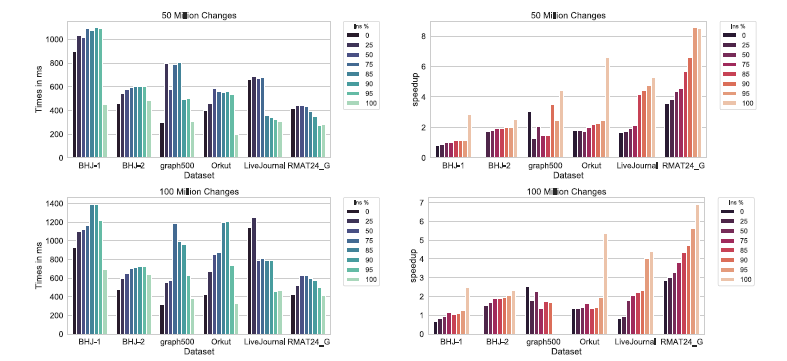 50 Million Changes
Times in ms
1000
800
600
400
200
0
BHJ-1 BHJ-2 graph500 Orkut LiveJournal RMAT24_G
Dataset
Ins %
0
25
50
75
85
90
95
100
50 Million Changes
speedup
8
6
4
2
0
BHJ-1 BHJ-2 graph500 Orkut LiveJournal RMAT24_G
Dataset
Ins %
0
25
50
75
85
90
95
100
100 Million Changes
Times in ms
1400
1200
1000
800
600
400
200
0
BHJ-1 BHJ-2 graph500 Orkut LiveJournal RMAT24_G
Dataset
Ins %
0
25
50
75
85
90
95
100
100 Million Changes
speedup
7
6
5
4
3
2
1
0
BHJ-1 BHJ-2 graph500 Orkut LiveJournal RMAT24_G
Dataset
Ins %
0
25
50
75
85
90
95
100